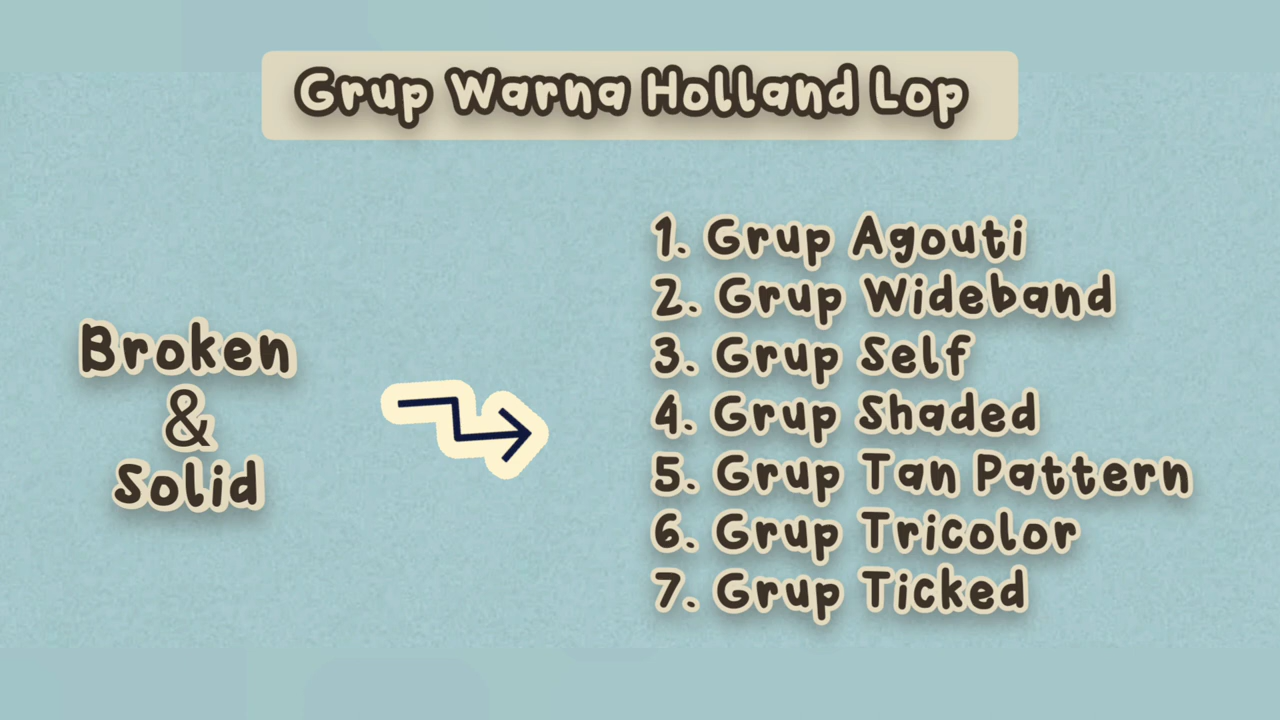 Grup Warna Holland Lop
Broken
&
Solid
1. Grup Agouti
2. Grup Wideband
3. Grup Self
4. Grup Shaded
5. Grup Tan Pattern
6. Grup Tricolor
7. Grup Ticked